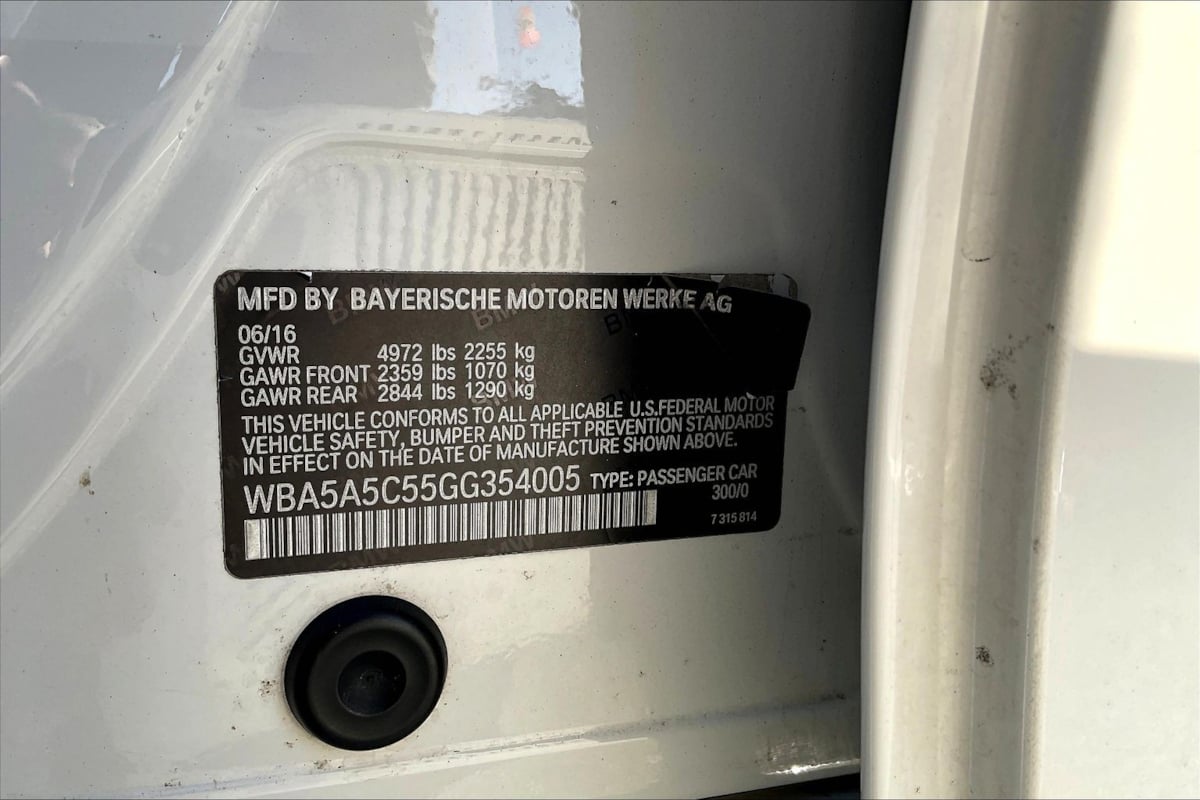 MFD BY BAYERISCHE MOTOREN WERKE AG
06/16
GVWR 4972 lbs 2255 kg
GAWR FRONT 2359 lbs 1070 kg
GAWR REAR 2844 lbs 1290 kg
THIS VEHICLE CONFORMS TO ALL APPLICABLE U.S.FEDERAL MOTOR
VEHICLE SAFETY, BUMPER AND THEFT PREVENTION STANDARDS
IN EFFECT ON THE DATE OF MANUFACTURE SHOWN ABOVE.
WBA5A5C55GG354005 TYPE: PASSENGER CAR
300/0
7 315 814